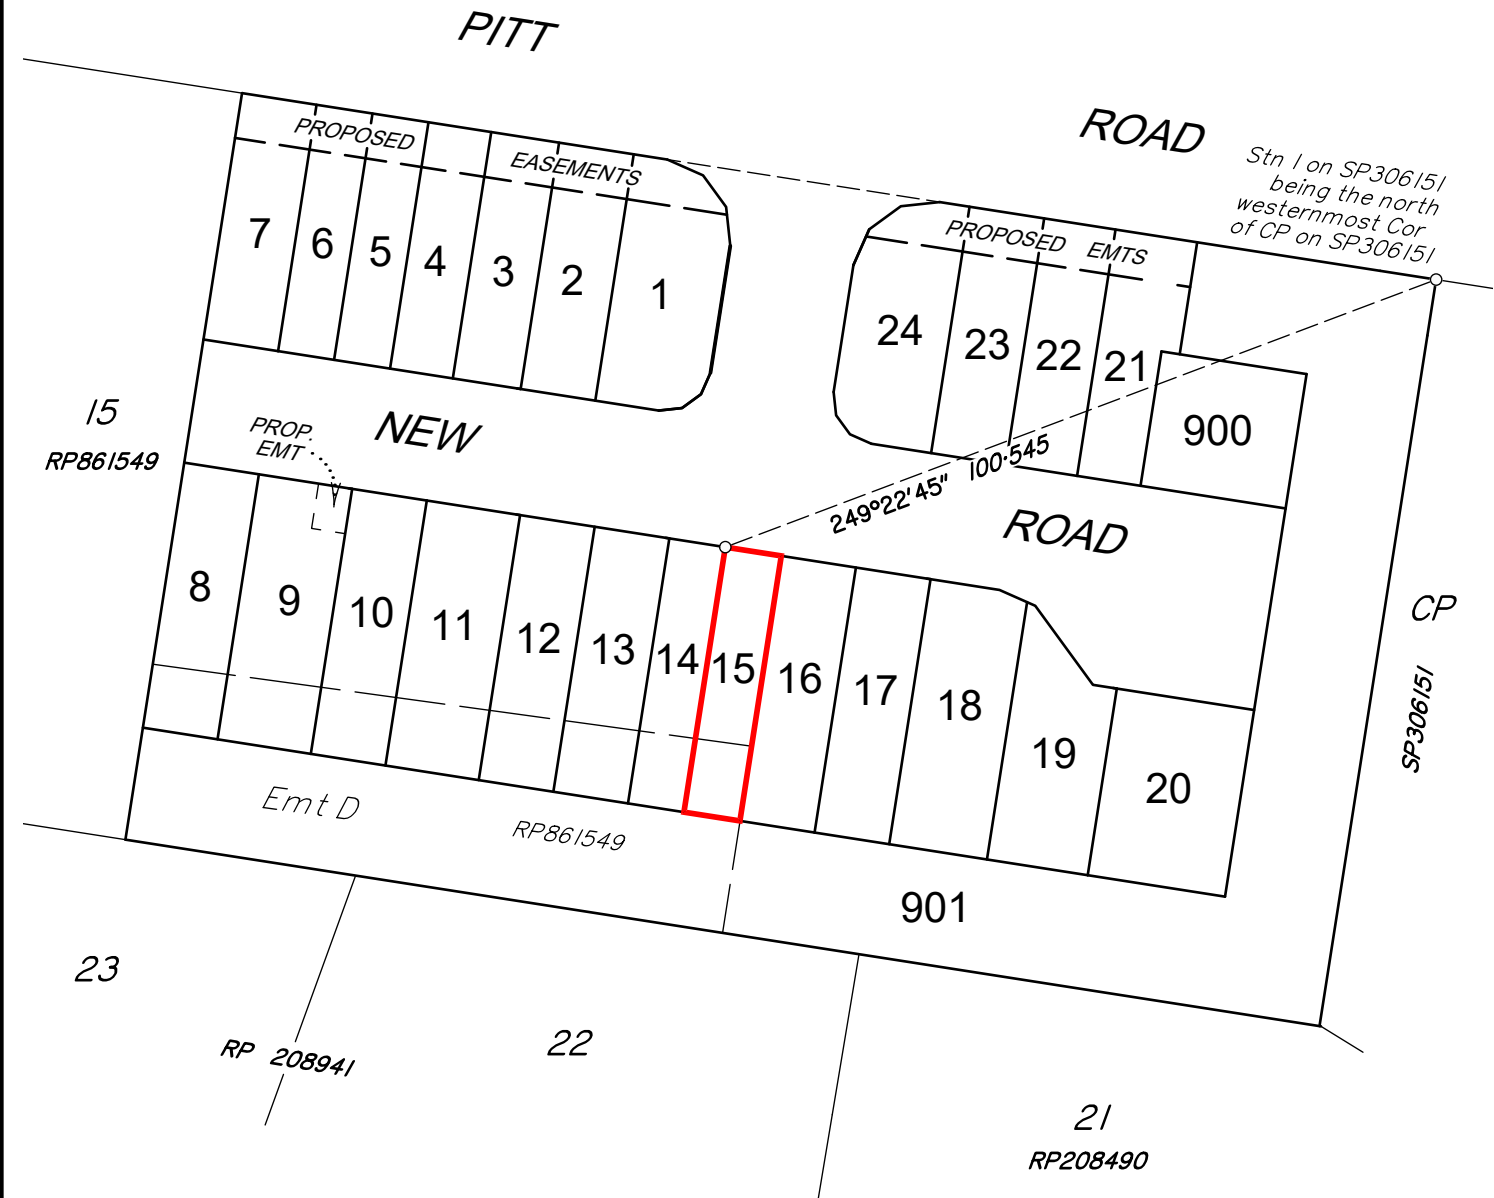 PITT
ROAD
Stn 1 on SP306151
being the north
westernmost Cor
of CP on SP306151
PROPOSED
EASEMENTS
PROPOSED EMTS
7
6
5
4
3
2
1
24
23
22
21
900
15
RP861549
PROP.
EMT
NEW
249°22'45" 100·545
ROAD
8
9
10
11
12
13
14
15
16
17
18
19
20
CP
SP306151
Emt D
RP861549
901
23
RP 208941
22
21
RP208490